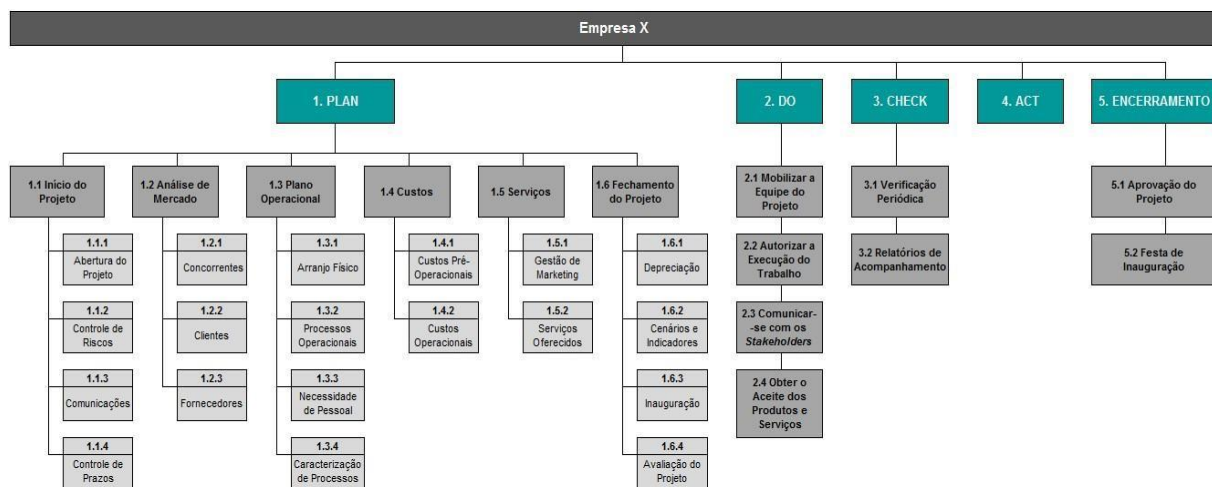 Empresa X
1. PLAN
2. DO
3. CHECK
4. ACT
5. ENCERRAMENTO
1.1 Início do
Projeto
1.2 Análise de
Mercado
1.3 Plano
Operacional
1.4 Custos
1.5 Serviços
1.6 Fechamento
do Projeto
2.1 Mobilizar a
Equipe do
Projeto
3.1 Verificação
Periódica
5.1 Aprovação do
Projeto
1.1.1
Abertura do
Projeto
1.2.1
Concorrentes
1.3.1
Arranjo Físico
1.4.1
Custos Pré-
Operacionais
1.5.1
Gestão de
Marketing
1.6.1
Depreciação
2.2 Autorizar a
Execução do
Trabalho
3.2 Relatórios de
Acompanhamento
5.2 Festa de
Inauguração
1.1.2
Controle de
Riscos
1.2.2
Clientes
1.3.2
Processos
Operacionais
1.4.2
Custos
Operacionais
1.5.2
Serviços
Oferecidos
1.6.2
Cenários e
Indicadores
2.3 Comunicar-
-se com os
Stakeholders
1.1.3
Comunicações
1.2.3
Fornecedores
1.3.3
Necessidade
de Pessoal
1.6.3
Inauguração
2.4 Obter o
Aceite dos
Produtos e
Serviços
1.1.4
Controle de
Prazos
1.3.4
Caracterização
de Processos
1.6.4
Avaliação do
Projeto